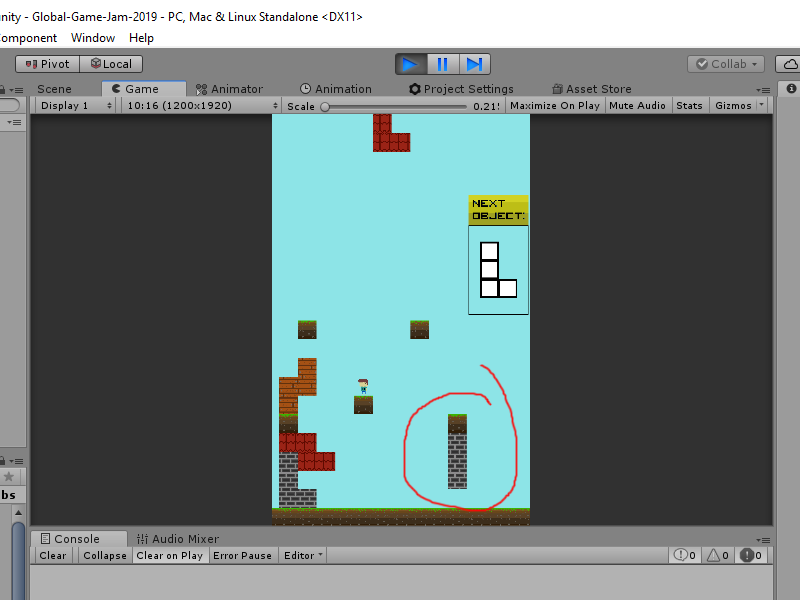 nity - Global-Game-Jam-2019 - PC, Mac & Linux Standalone <DX11>
omponent Window Help
Pivot Local Collab
Scene Game Animator Animation Project Settings Asset Store
Display 1 10:16 (1200x1920) Scale 0.21 Maximize On Play Mute Audio Stats Gizmos
NEXT
OBJECT:
bs
Console Audio Mixer
Clear Collapse Clear on Play Error Pause Editor 0 0 0